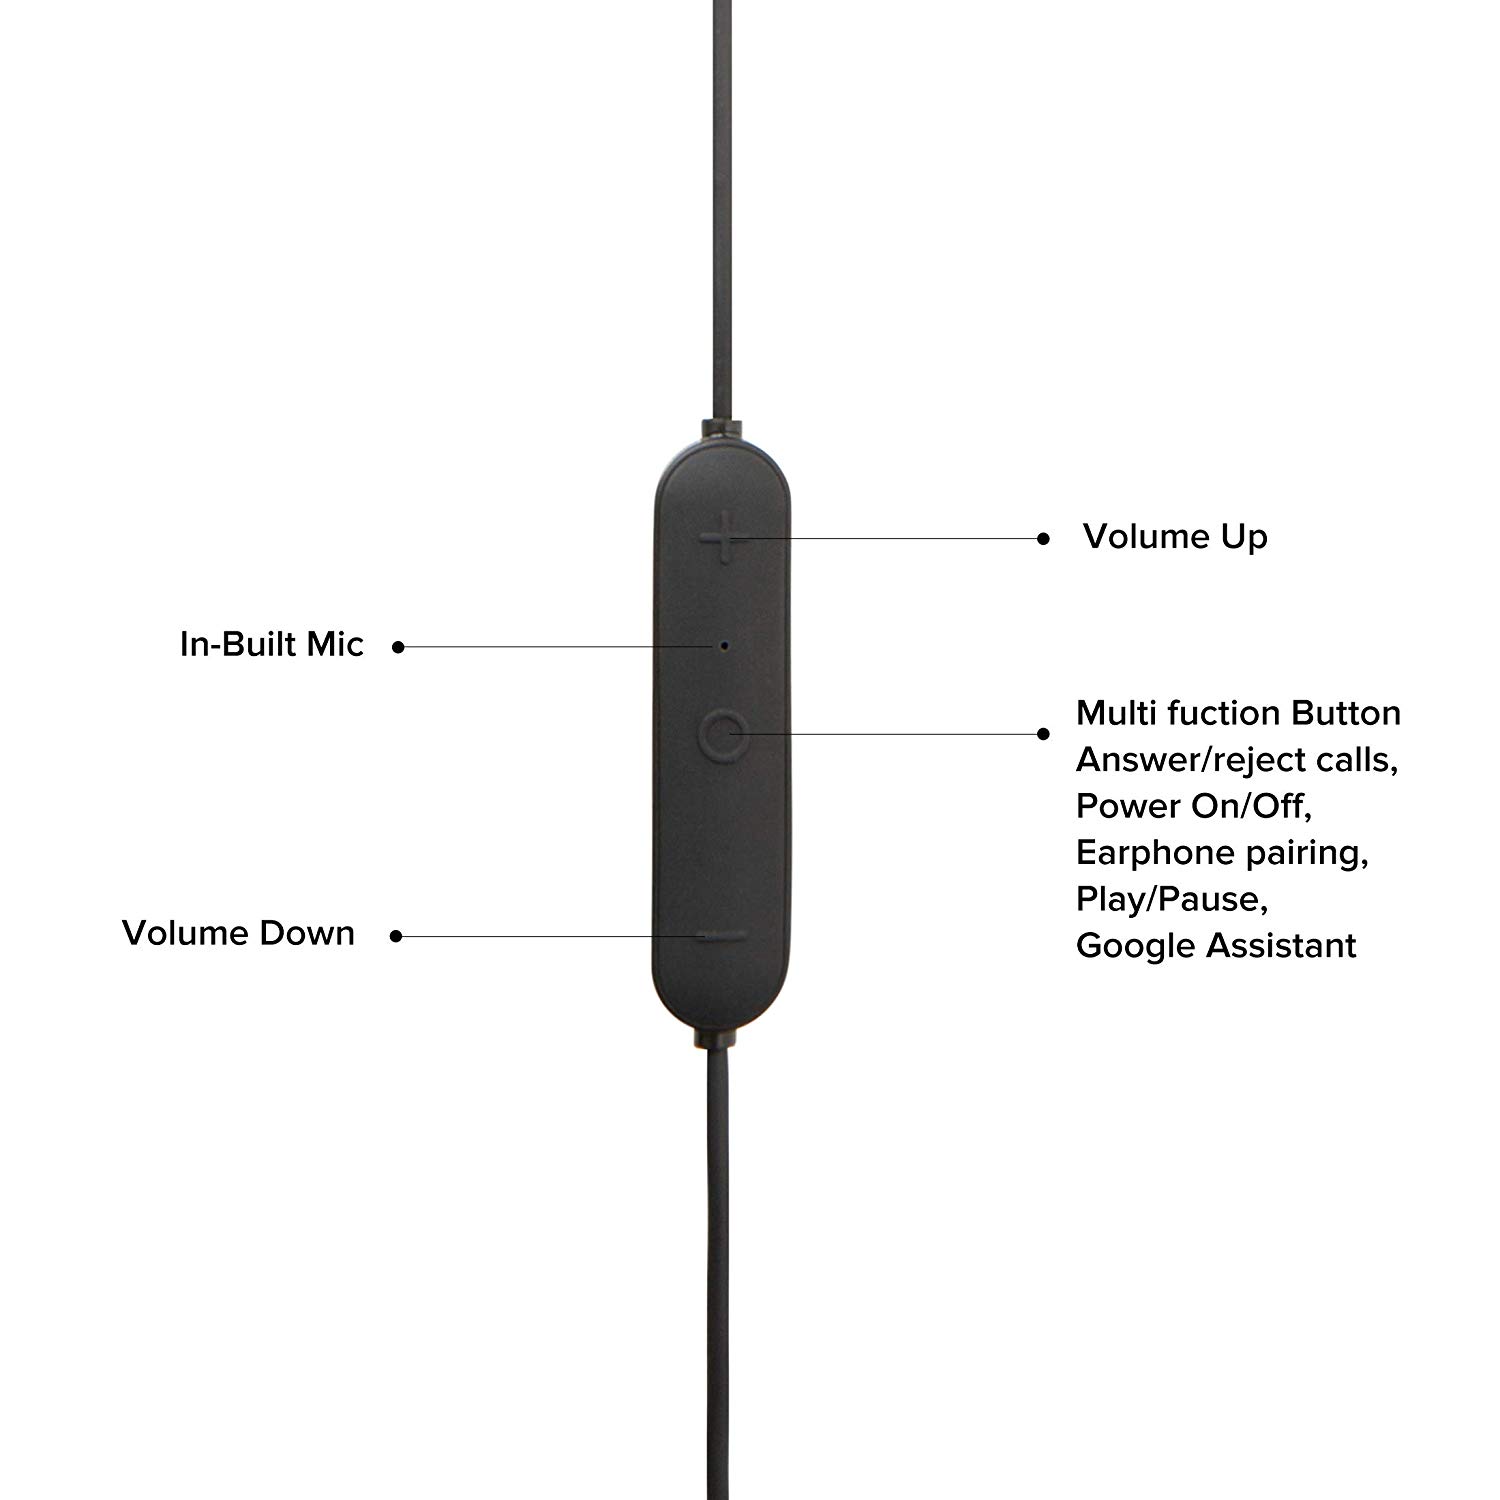 Volume Up
In-Built Mic
Multi fuction Button
Answer/reject calls,
Power On/Off,
Earphone pairing,
Play/Pause,
Google Assistant
Volume Down